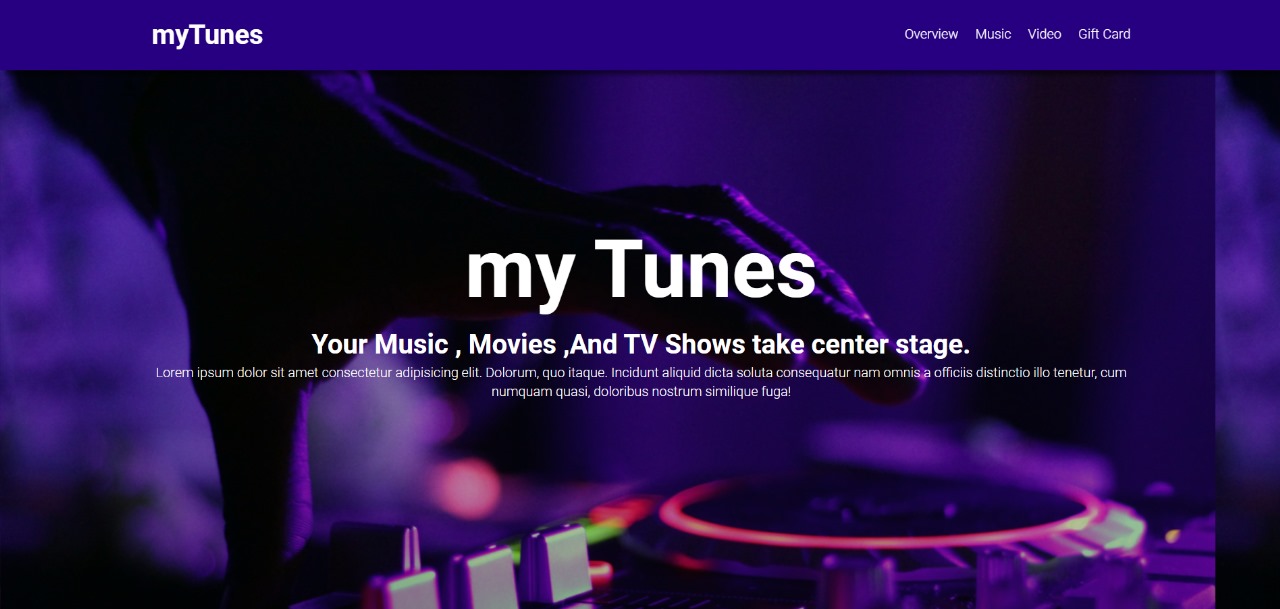 myTunes
Overview Music Video Gift Card
my Tunes
Your Music , Movies ,And TV Shows take center stage.
Lorem ipsum dolor sit amet consectetur adipisicing elit. Dolorum, quo itaque. Incidunt aliquid dicta soluta consequatur nam omnis a officiis distinctio illo tenetur, cum
numquam quasi, doloribus nostrum similique fuga!